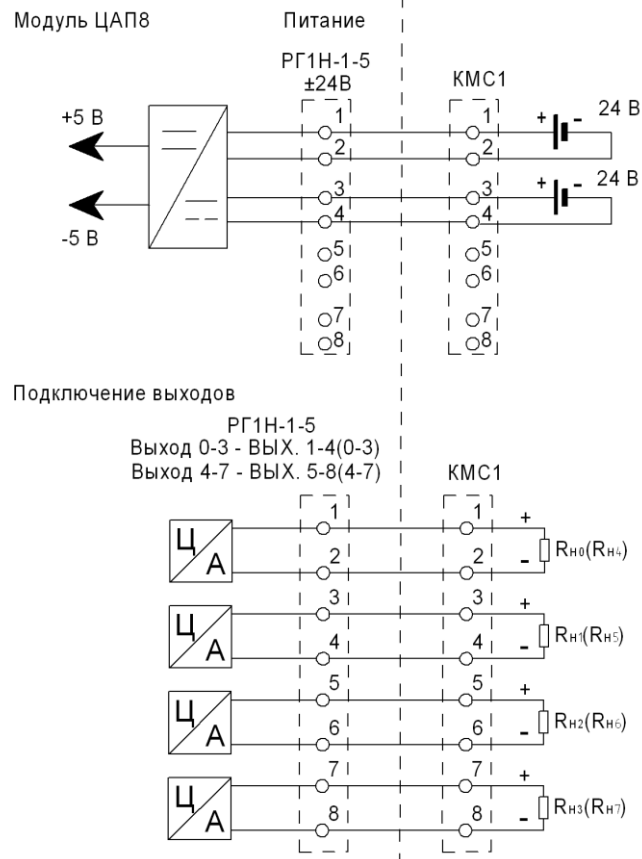 Модуль ЦАП8
Питание
РГ1Н-1-5
±24В
КМС1
+5 В
-5 В
1
2
3
4
5
6
7
8
1
2
3
4
5
6
7
8
+ - 24 В
+ - 24 В
Подключение выходов
РГ1Н-1-5
Выход 0-3 - ВЫХ. 1-4(0-3)
Выход 4-7 - ВЫХ. 5-8(4-7)
КМС1
Ц
А
1
2
1
2
+
-
Rн0(Rн4)
Ц
А
3
4
3
4
+
-
Rн1(Rн5)
Ц
А
5
6
5
6
+
-
Rн2(Rн6)
Ц
А
7
8
7
8
+
-
Rн3(Rн7)